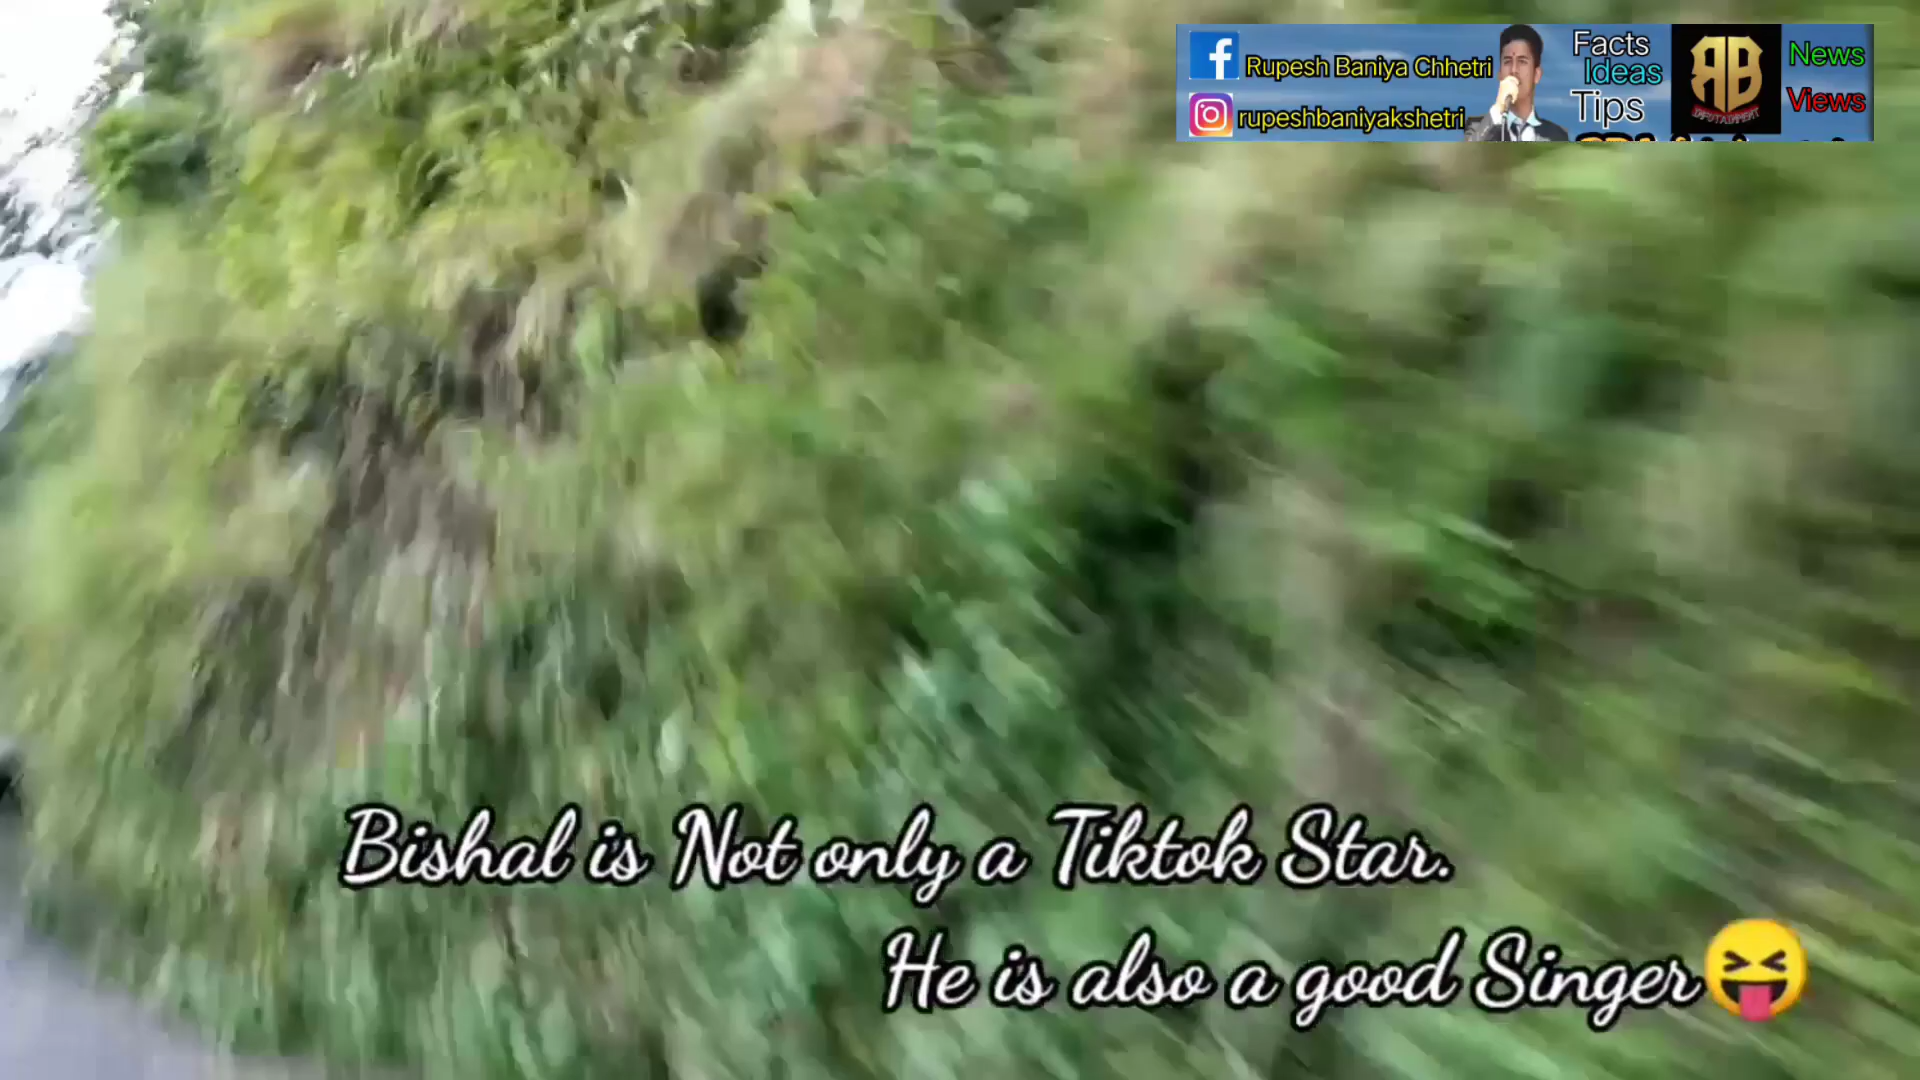 Rupesh Baniya Chhetri
rupeshbaniyakshetri
Facts
Ideas
Tips
RB
News
Views
Bishal is Not only a Tiktok Star.
He is also a good Singer